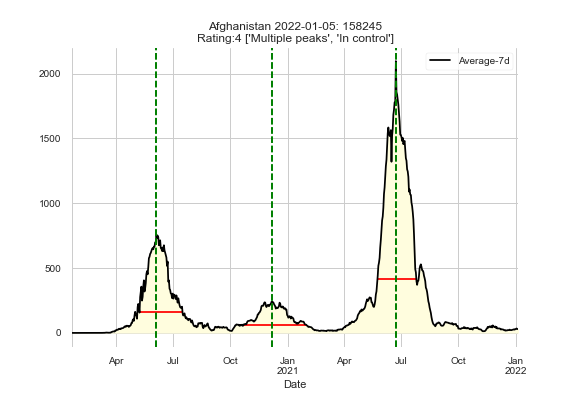 Afghanistan 2022-01-05: 158245
Rating:4 ['Multiple peaks', 'In control']
Average-7d
2000
1500
1000
500
0
Apr Jul Oct Jan Apr Jul Oct Jan
2021 2022
Date